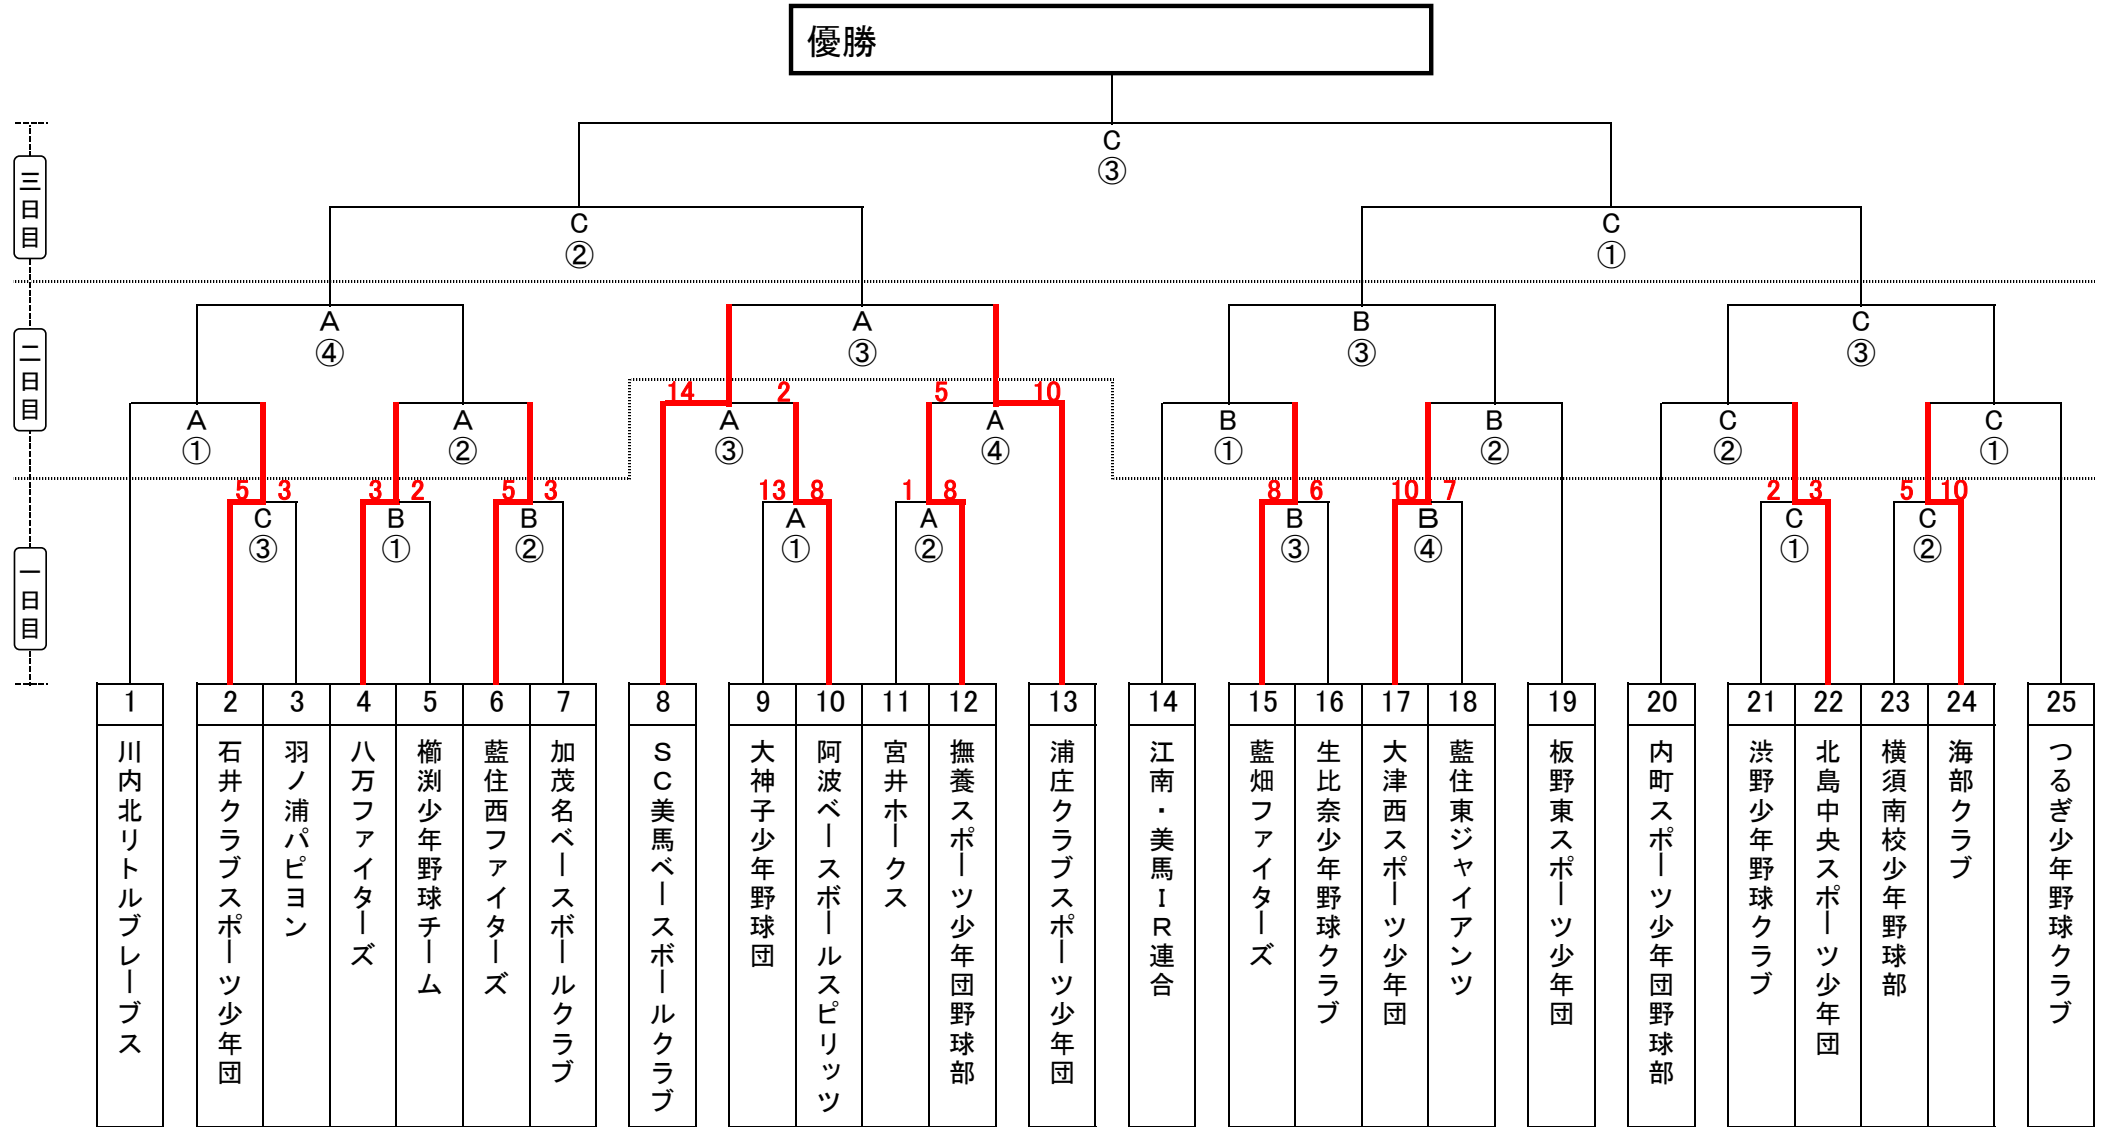 優勝
C
③
三日目
C
②
C
①
二日目
A
④
A
③
B
③
C
③
14 2 5 10
A
①
A
②
A
③
A
④
B
①
B
②
C
②
C
①
一日目
5 3 3 2 5 3 13 8 1 8 8 6 10 7 2 3 5 10
C
③
B
①
B
②
A
①
A
②
B
③
B
④
C
①
C
②
1 2 3 4 5 6 7 8 9 10 11 12 13 14 15 16 17 18 19 20 21 22 23 24 25
川内北リトルブレーブス
石井クラブスポーツ少年団
羽ノ浦パピヨン
八万ファイターズ
櫛渕少年野球チーム
藍住西ファイターズ
加茂名ベースボールクラブ
SC美馬ベースボールクラブ
大神子少年野球団
阿波ベースボールスピリッツ
宮井ホークス
撫養スポーツ少年団野球部
浦庄クラブスポーツ少年団
江南・美馬IR連合
藍畑ファイターズ
生比奈少年野球クラブ
大津西スポーツ少年団
藍住東ジャイアンツ
板野東スポーツ少年団
内町スポーツ少年団野球部
渋野少年野球クラブ
北島中央スポーツ少年団
横須南校少年野球部
海部クラブ
つるぎ少年野球クラブ